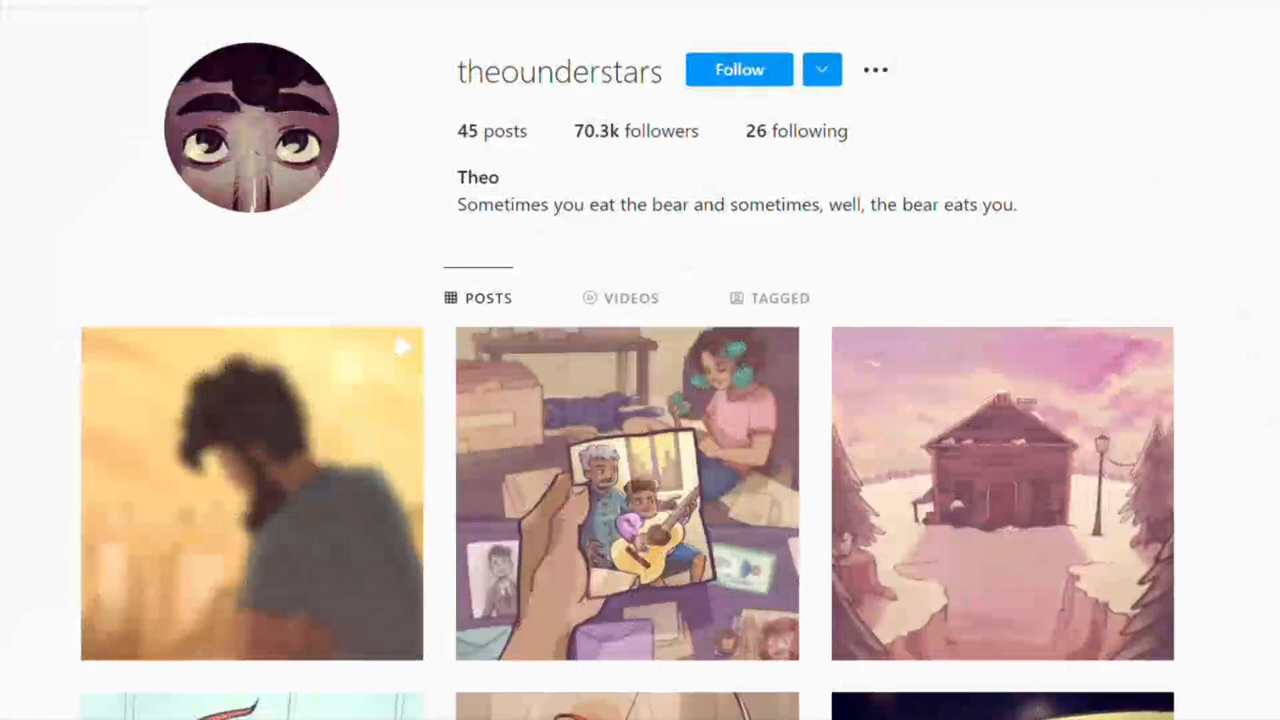 theounderstars Follow
45 posts 70.3k followers 26 following
Theo
Sometimes you eat the bear and sometimes, well, the bear eats you.
POSTS VIDEOS TAGGED